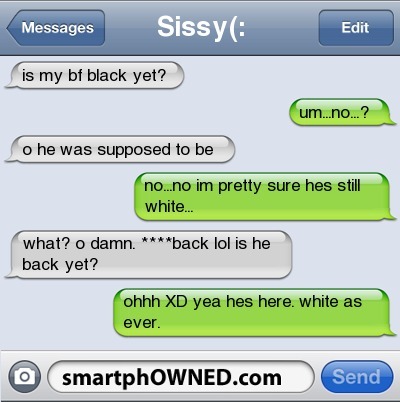 Messages
Sissy(:
Edit
is my bf black yet?
um...no...?
o he was supposed to be
no...no im pretty sure hes still
white...
what? o damn. ****back lol is he
back yet?
ohhh XD yea hes here. white as
ever.
smartphOWNED.com
Send